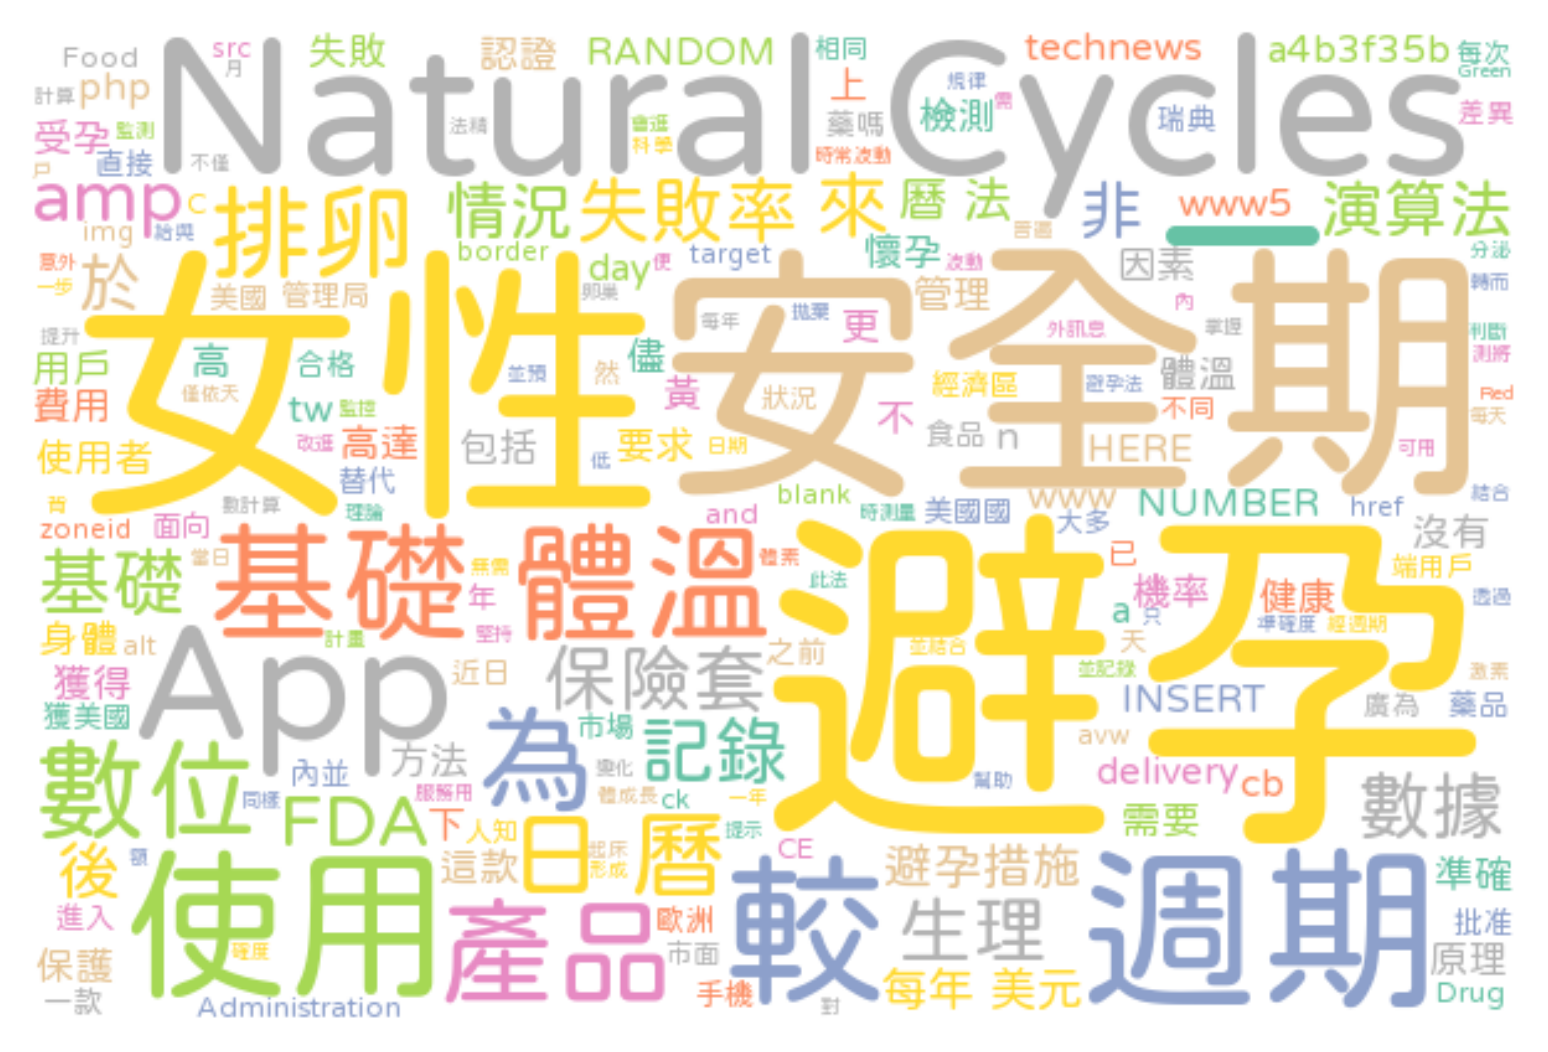 Food
src
月
失敗
認證
RANDOM
相同
technews
a4b3f35b
每次
Green
計算
php
Natural Cycles
上
規律
需
差異
受孕
監測
法精
會逐
科學
藥嗎
檢測
瑞典
戶
直接
不僅
時常波動
amp
c
排卵
情況
失敗率
來
曆法
非
www5
演算法
img
給與
border
day
便
target
懷孕
波動
言遍
分泌
意外
一步
於
美國
管理局
卵巢
管理
因素
轉而
內
女性
安全期
每年
拋棄
更
外訊息
掌握
判斷
提升
用戶
高
合格
並預
然
儘
測將
費用
僅依天
黃
狀況
經濟區
避孕法
體溫
Red
tw
監控
不
不同
每天
使用者
改進
高達
包括
低
要求
日期
食品
n
HERE
可用
替代
blank
www
NUMBER
href
結合
數計算
理論
and
時測量
美國國
大多
zoneid
面向
沒有
基礎
當日
基礎體溫
無需
年
體素
避孕
已
端用戶
此法
機率
健康
透過
a
只
準確度
經週期
身體
alt
計量
堅持
天
獲得
App
近日
保險套
之前
並結合
並記錄
激素
獲美國
INSERT
廣為
藥品
數位
方法
為
市場
記錄
avw
內並
變化
幫助
delivery
cb
數據
同樣
FDA
服務用
體成長
ck
一年
需要
下
人知
日曆
提示
後
額
使用
這款
起床
形成
CE
避孕措施
週期
準確
進入
產品
歐洲
較
生理
批准
保護
確度
市面
原理
一款
Administration
手機
對
每年
美元
Drug